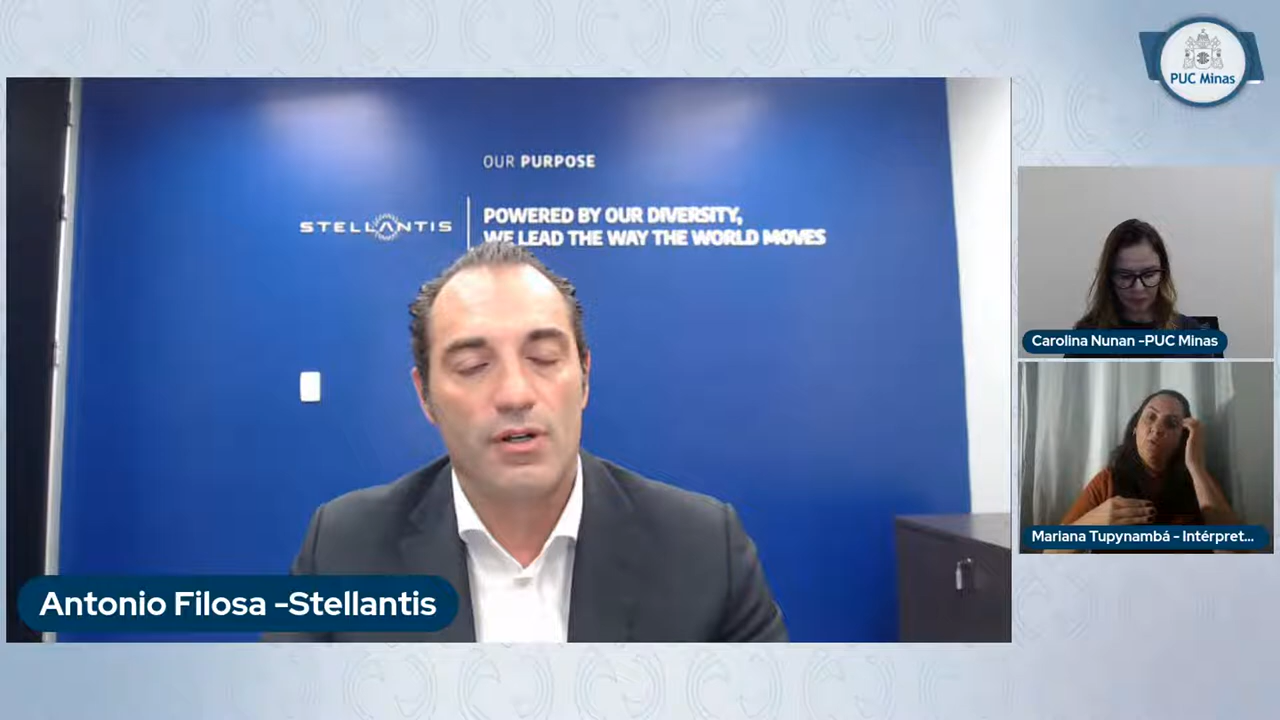 PUC Minas
OUR PURPOSE
STELLANTIS
POWERED BY OUR DIVERSITY,
WE LEAD THE WAY THE WORLD MOVES
Carolina Nunan -PUC Minas
Mariana Tupynambá - Intérpret...
Antonio Filosa -Stellantis